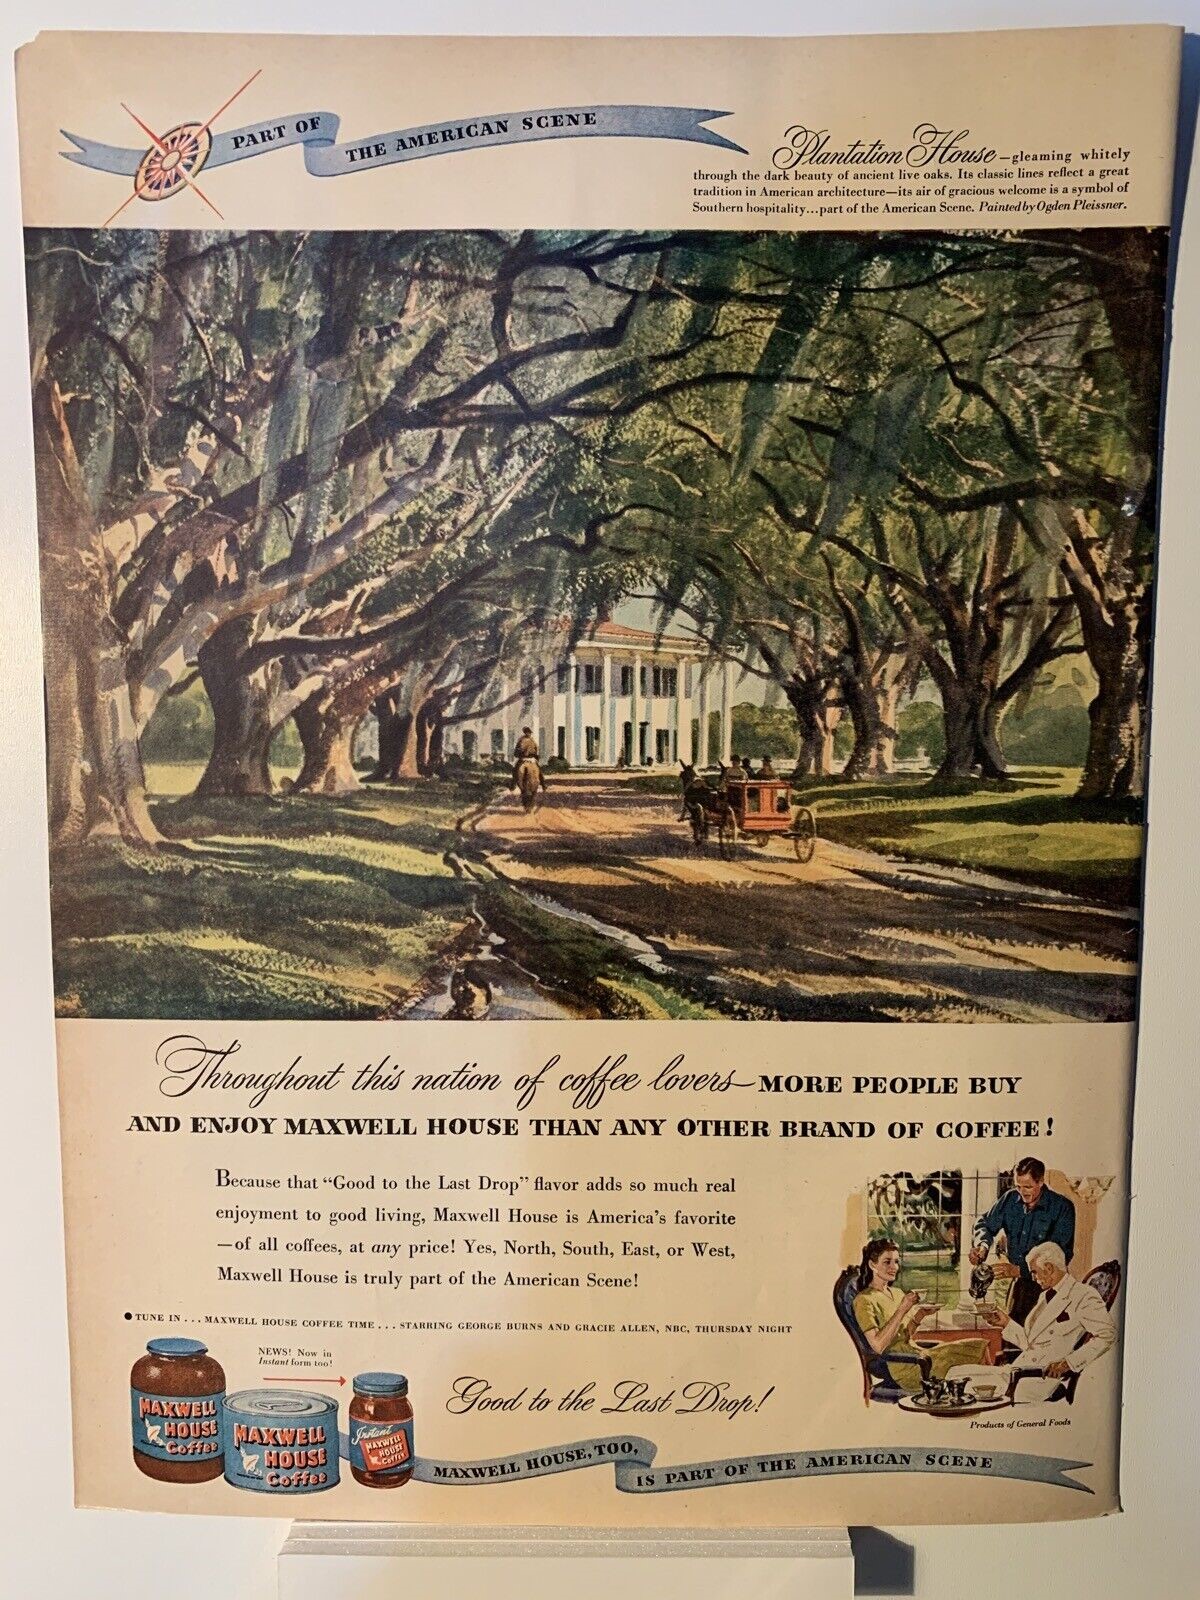 PART OF THE AMERICAN SCENE
Plantation House—gleaming whitely
through the dark beauty of ancient live oaks. Its classic lines reflect a great
tradition in American architecture—its air of gracious welcome is a symbol of
Southern hospitality...part of the American Scene. Painted by Ogden Pleissner.
Throughout this nation of coffee lovers—MORE PEOPLE BUY
AND ENJOY MAXWELL HOUSE THAN ANY OTHER BRAND OF COFFEE!
Because that “Good to the Last Drop” flavor adds so much real
enjoyment to good living, Maxwell House is America’s favorite
—of all coffees, at any price! Yes, North, South, East, or West,
Maxwell House is truly part of the American Scene!
●TUNE IN... MAXWELL HOUSE COFFEE TIME... STARRING GEORGE BURNS AND GRACIE ALLEN, NBC, THURSDAY NIGHT
NEWS! Now in
Instant form too!
MAXWELL
HOUSE
Coffee
MAXWELL
HOUSE
Coffee
Instant
MAXWELL
HOUSE
Coffee
Good to the Last Drop!
Products of General Foods
MAXWELL HOUSE, TOO, IS PART OF THE AMERICAN SCENE